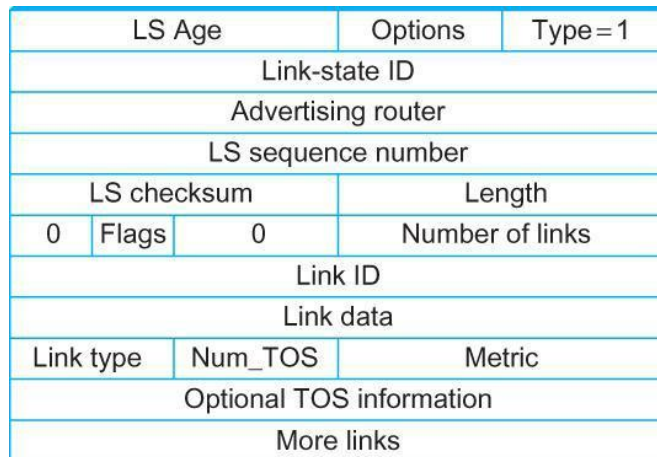 LS Age Options Type=1
Link-state ID
Advertising router
LS sequence number
LS checksum Length
0 Flags 0 Number of links
Link ID
Link data
Link type Num_TOS Metric
Optional TOS information
More links